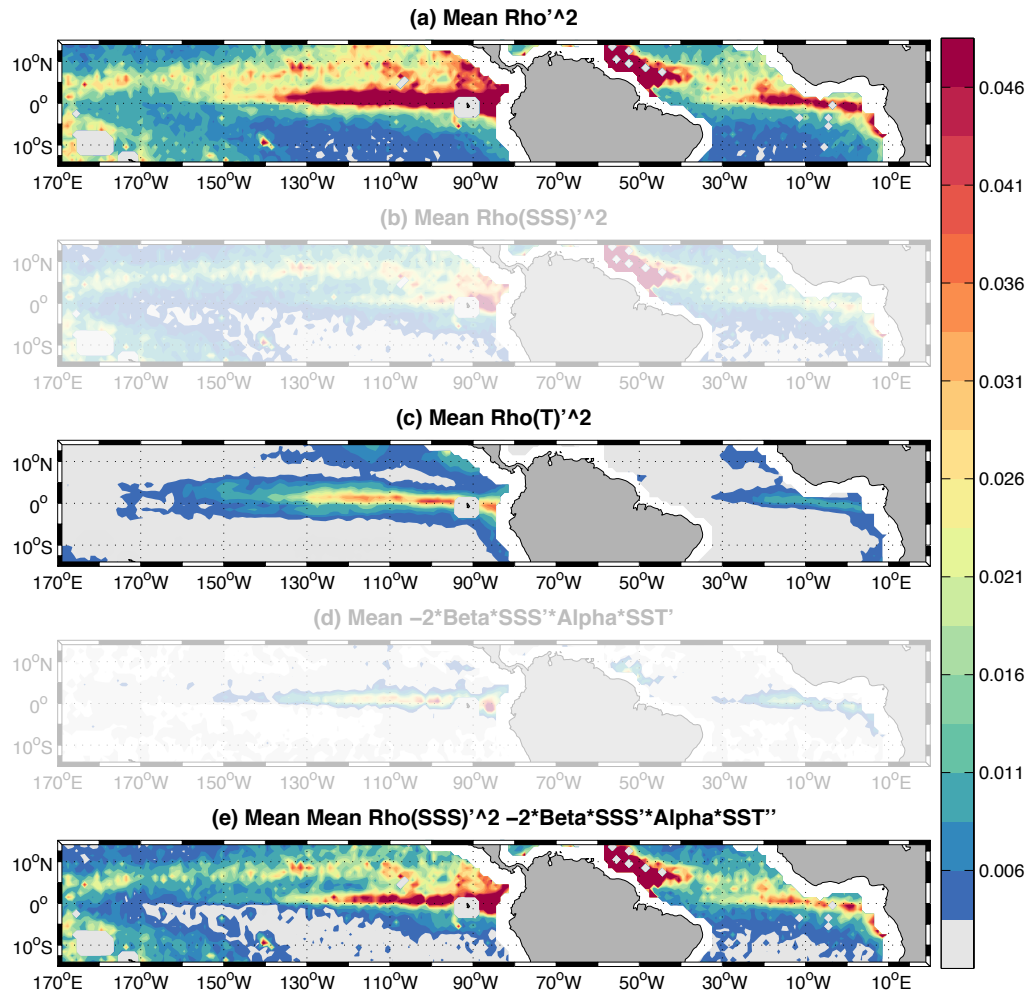 (a) Mean Rho'^2
10°N
0°
10°S
170°E 170°W 150°W 130°W 110°W 90°W 70°W 50°W 30°W 10°W 10°E
(b) Mean Rho(SSS)'^2
10°N
0°
10°S
170°E 170°W 150°W 130°W 110°W 90°W 70°W 50°W 30°W 10°W 10°E
(c) Mean Rho(T)'^2
10°N
0°
10°S
170°E 170°W 150°W 130°W 110°W 90°W 70°W 50°W 30°W 10°W 10°E
(d) Mean −2*Beta*SSS'*Alpha*SST'
10°N
0°
10°S
170°E 170°W 150°W 130°W 110°W 90°W 70°W 50°W 30°W 10°W 10°E
(e) Mean Mean Rho(SSS)'^2 −2*Beta*SSS'*Alpha*SST''
10°N
0°
10°S
170°E 170°W 150°W 130°W 110°W 90°W 70°W 50°W 30°W 10°W 10°E
0.046
0.041
0.036
0.031
0.026
0.021
0.016
0.011
0.006